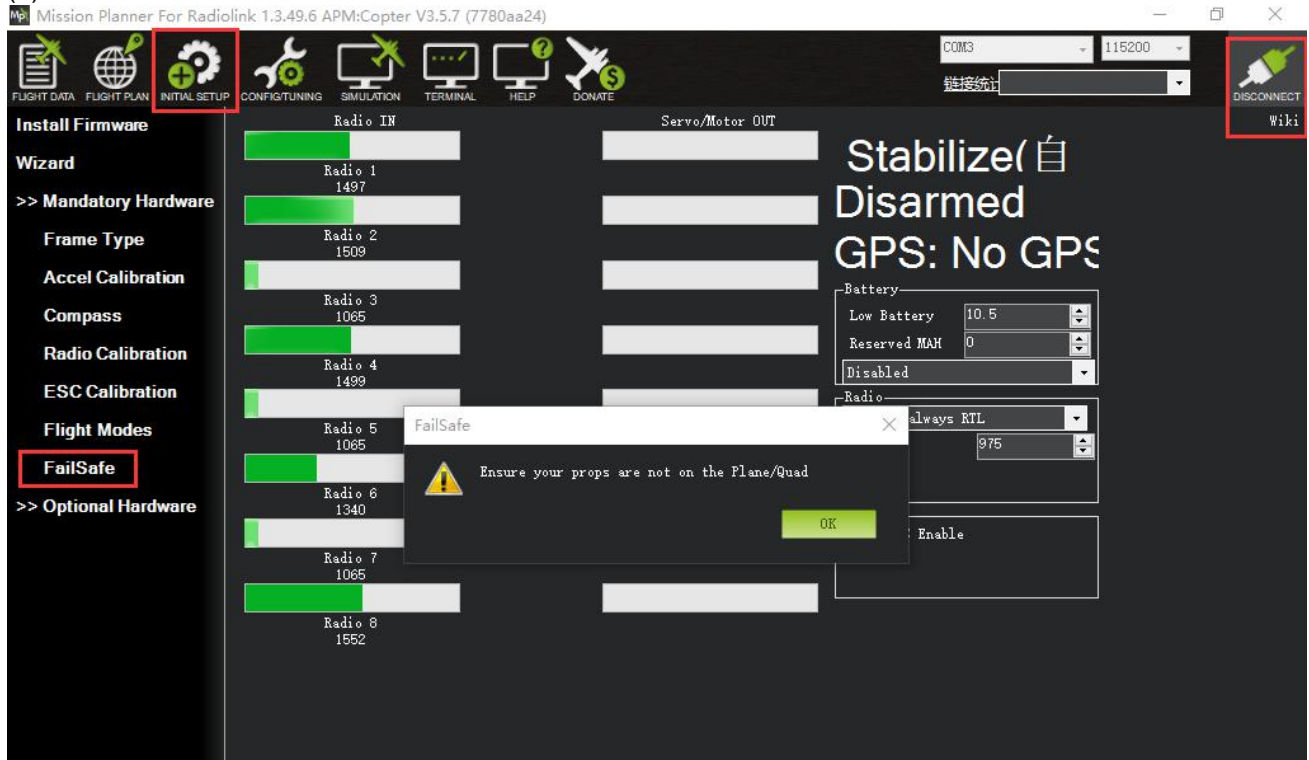 Mission Planner For Radiolink 1.3.49.6 APM:Copter V3.5.7 (7780aa24)
FLIGHT DATA
FLIGHT PLAN
INITIAL SETUP
CONFIG/TUNING
SIMULATION
TERMINAL
HELP
DONATE
COM3
115200
链接统计
DISCONNECT
Install Firmware
Wizard
>> Mandatory Hardware
Frame Type
Accel Calibration
Compass
Radio Calibration
ESC Calibration
Flight Modes
FailSafe
>> Optional Hardware
Radio IN
Radio 1
1497
Radio 2
1509
Radio 3
1065
Radio 4
1499
Radio 5
1065
Radio 6
1340
Radio 7
1065
Radio 8
1552
Servo/Motor OUT
FailSafe
Ensure your props are not on the Plane/Quad
OK
Wiki
Stabilize(自
Disarmed
GPS: No GPS
Battery
Low Battery 10.5
Reserved MAH 0
Disabled
Radio
always RTL
975
Enable